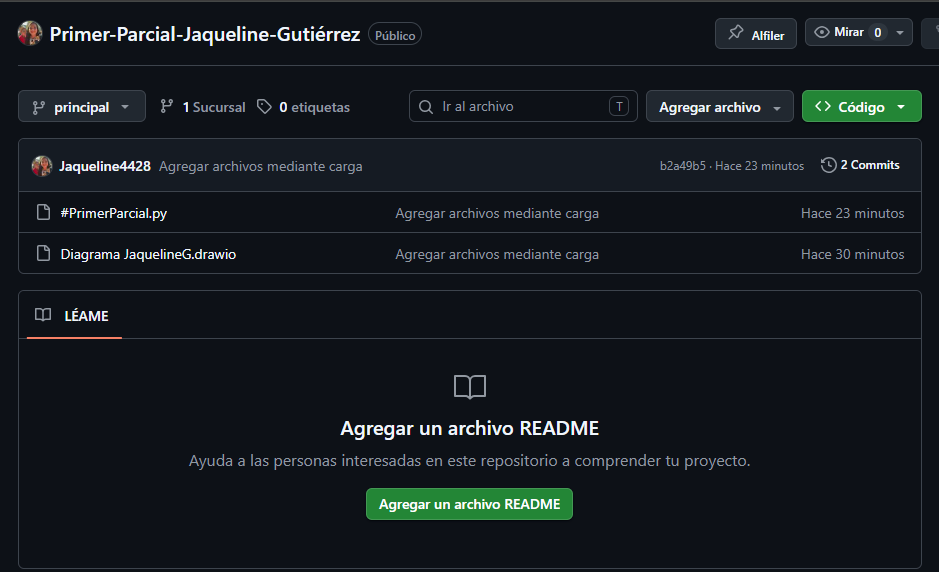 Primer-Parcial-Jaqueline-Gutiérrez Público Alfiler Mirar 0
principal 1 Sucursal 0 etiquetas Ir al archivo T Agregar archivo Código
Jaqueline4428 Agregar archivos mediante carga b2a49b5 · Hace 23 minutos 2 Commits
#PrimerParcial.py Agregar archivos mediante carga Hace 23 minutos
Diagrama JaquelineG.drawio Agregar archivos mediante carga Hace 30 minutos
LÉAME
Agregar un archivo README
Ayuda a las personas interesadas en este repositorio a comprender tu proyecto.
Agregar un archivo README